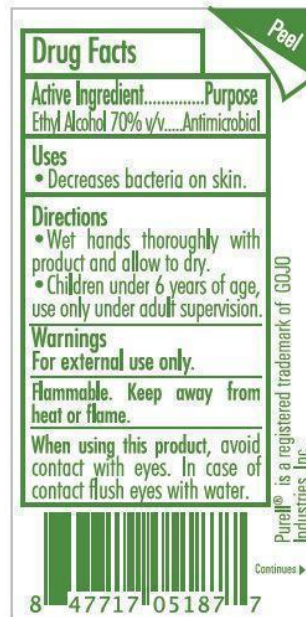 Peel
Drug Facts
Active Ingredient..............Purpose
Ethyl Alcohol 70% v/v.....Antimicrobial
Uses
• Decreases bacteria on skin.
Directions
• Wet hands thoroughly with
product and allow to dry.
• Children under 6 years of age,
use only under adult supervision.
Warnings
For external use only.
Flammable. Keep away from
heat or flame.
When using this product, avoid
contact with eyes. In case of
contact flush eyes with water.
Purell® is a registered trademark of GOJO
Industries, Inc.
Continues
8 47717 05187 7